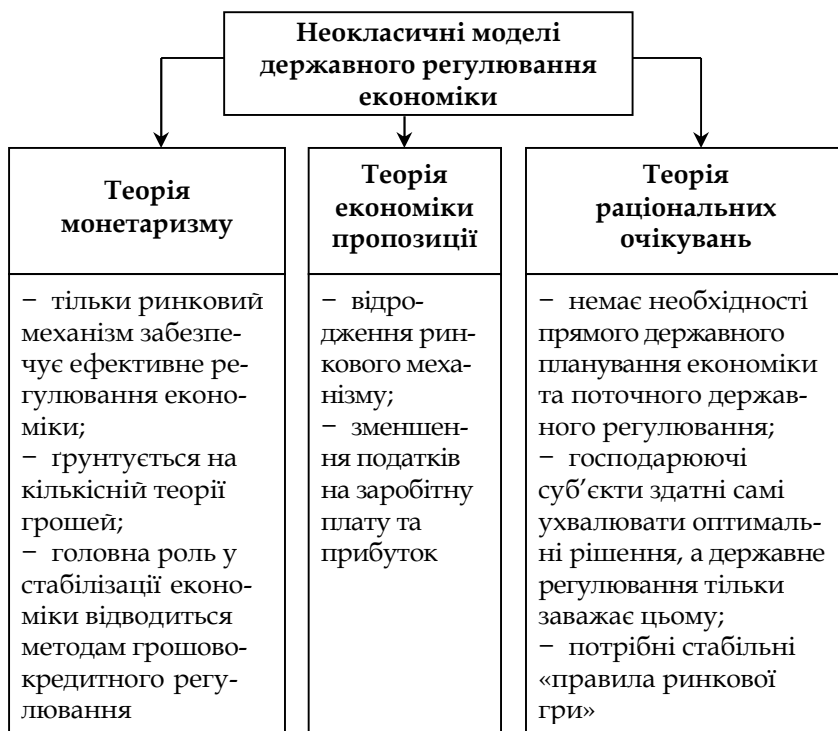 Неокласичні моделі
державного регулювання
економіки
Теорія
монетаризму
− тільки ринковий
механізм забезпе-
чує ефективне ре-
гулювання еконо-
міки;
− ґрунтується на
кількісній теорії
грошей;
− головна роль у
стабілізації еконо-
міки відводиться
методам грошово-
кредитного регу-
лювання
Теорія
економіки
пропозиції
− відро-
дження рин-
кового меха-
нізму;
− зменшен-
ня податків
на заробітну
плату та
прибуток
Теорія
раціональних
очікувань
− немає необхідності
прямого державного
планування економіки
та поточного держав-
ного регулювання;
− господарюючі
суб’єкти здатні самі
ухвалювати оптималь-
ні рішення, а державне
регулювання тільки
заважає цьому;
− потрібні стабільні
«правила ринкової
гри»